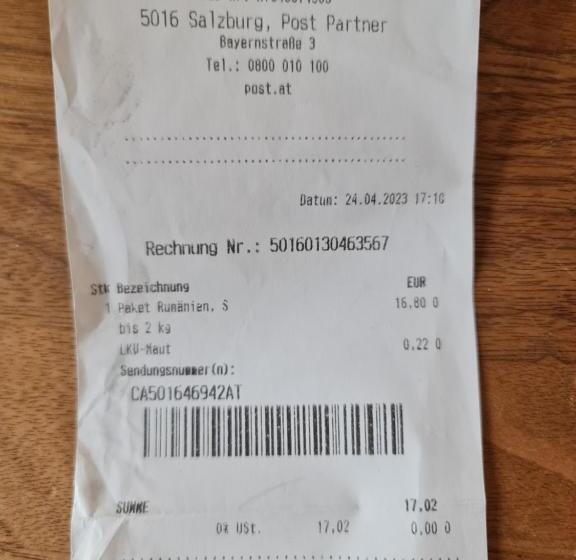 5016 Salzburg, Post Partner
Bayernstraße 3
Tel.: 0800 010 100
post.at
Datum: 24.04.2023 17:10
Rechnung Nr.: 50160130463567
Stk Bezeichnung EUR
1 Paket Rumänien, S 16,80 0
bis 2 kg
LKW-Maut 0,22 0
Sendungsnummer(n):
CA501646942AT
SUMME 17,02
0% USt. 17,02 0,00 0